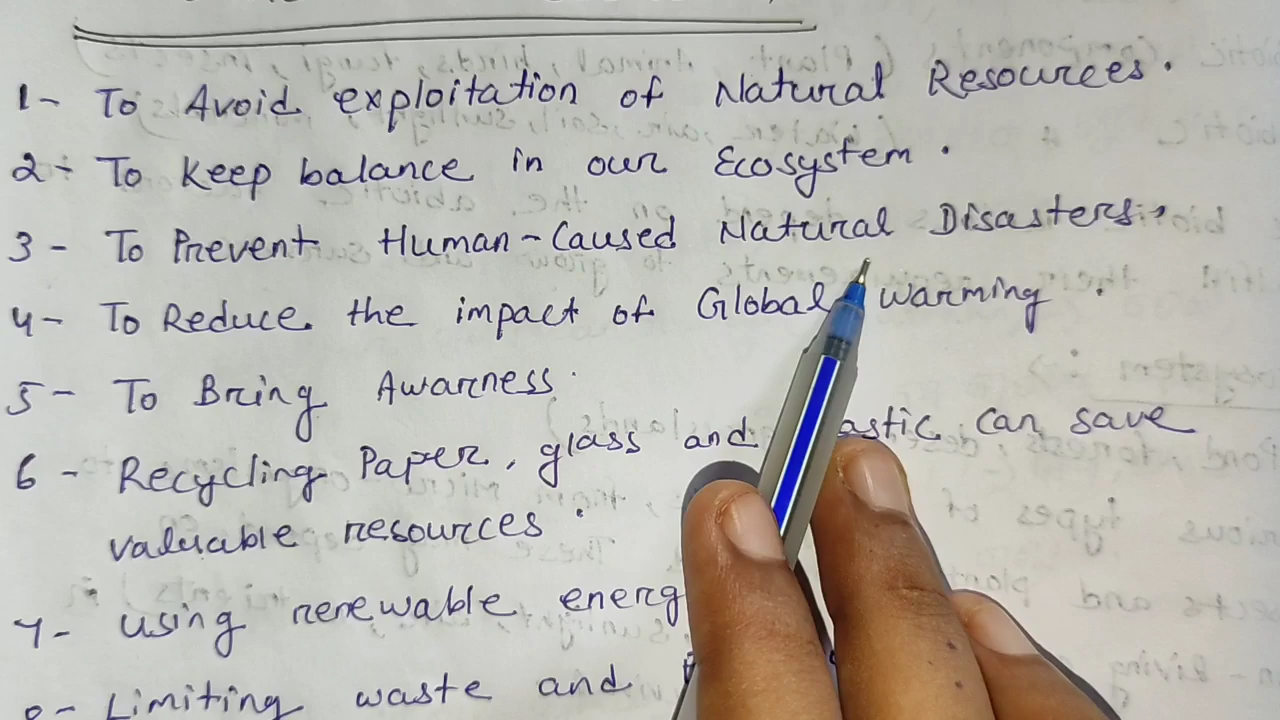 1- To Avoid exploitation of Natural Resources.
2- To Keep balance in our Ecosystem.
3- To Prevent Human-Caused Natural Disasters.
4- To Reduce the impact of Global warming.
5- To Bring Awarness.
6- Recycling Paper, glass and astic can save
valuable resources.
7- using renewable energ
8- Limiting waste and